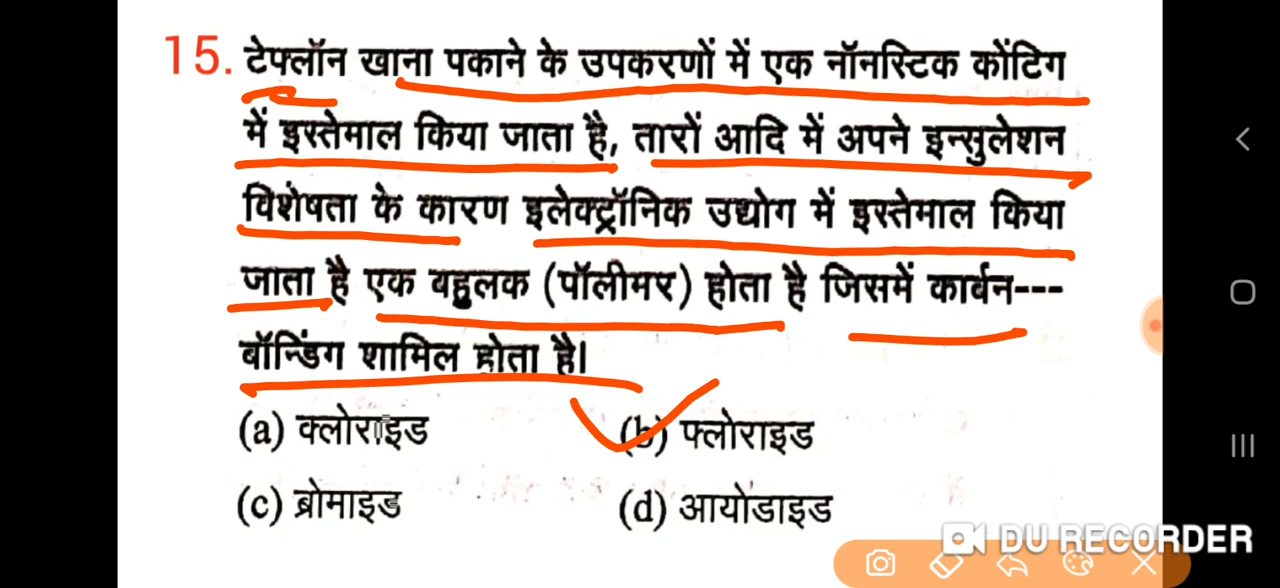 15. टेफ्लॉन खाना पकाने के उपकरणों में एक नॉनस्टिक कोंटिग
में इस्तेमाल किया जाता है, तारों आदि में अपने इन्सुलेशन
विशेषता के कारण इलेक्ट्रॉनिक उद्योग में इस्तेमाल किया
जाता है एक बहुलक (पॉलीमर) होता है जिसमें कार्बन---
बॉन्डिंग शामिल होता है।
(a) क्लोराइड (b) फ्लोराइड
(c) ब्रोमाइड (d) आयोडाइड
DU RECORDER